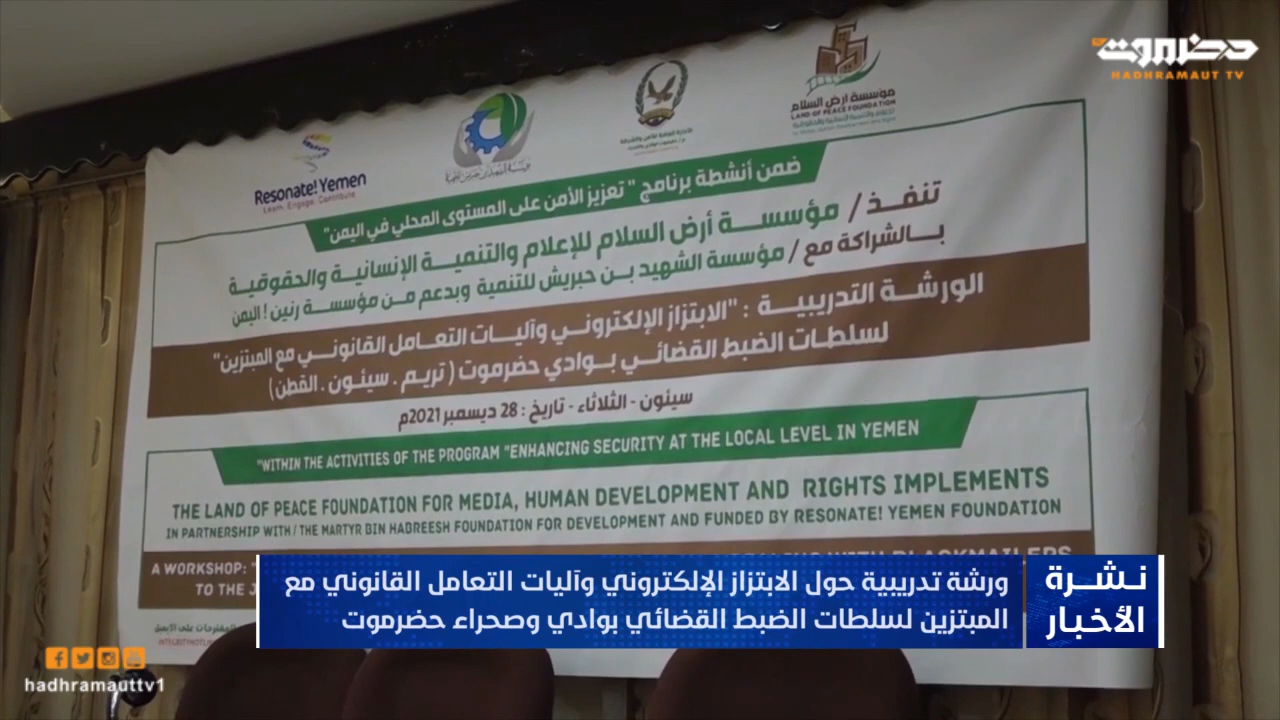 حضرموت
HADHRAMAUT TV
مؤسسة أرض السلام
LAND OF PEACE FOUNDATION
Resonate! Yemen
Learn. Engage. Contribute
ضمن أنشطة برنامج " تعزيز الأمن على المستوى المحلي في اليمن"
تنفذ / مؤسسة أرض السلام للإعلام والتنمية الإنسانية والحقوقية
بالشراكة مع / مؤسسة الشهيد بن حبريش للتنمية وبدعم من مؤسسة رنين ! اليمن
الورشة التدريبية : "الابتزاز الإلكتروني وآليات التعامل القانوني مع المبتزين"
لسلطات الضبط القضائي بوادي حضرموت ( تريم . سيئون . القطن )
سيئون - الثلاثاء - تاريخ : 28 ديسمبر 2021م
"WITHIN THE ACTIVITIES OF THE PROGRAM "ENHANCING SECURITY AT THE LOCAL LEVEL IN YEMEN
THE LAND OF PEACE FOUNDATION FOR MEDIA, HUMAN DEVELOPMENT AND RIGHTS IMPLEMENTS
IN PARTNERSHIP WITH / THE MARTYR BIN HABREESH FOUNDATION FOR DEVELOPMENT AND FUNDED BY RESONATE! YEMEN FOUNDATION
A WORKSHOP: " WITH BLACKMAILERS
TO THE
نشرة
الأخبار
ورشة تدريبية حول الابتزاز الإلكتروني وآليات التعامل القانوني مع
المبتزين لسلطات الضبط القضائي بوادي وصحراء حضرموت
hadhramauttv1